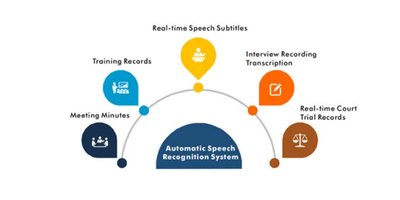 Real-time Speech Subtitles
Training Records
Interview Recording
Transcription
Meeting Minutes
Real-time Court
Trial Records
Automatic Speech
Recognition System